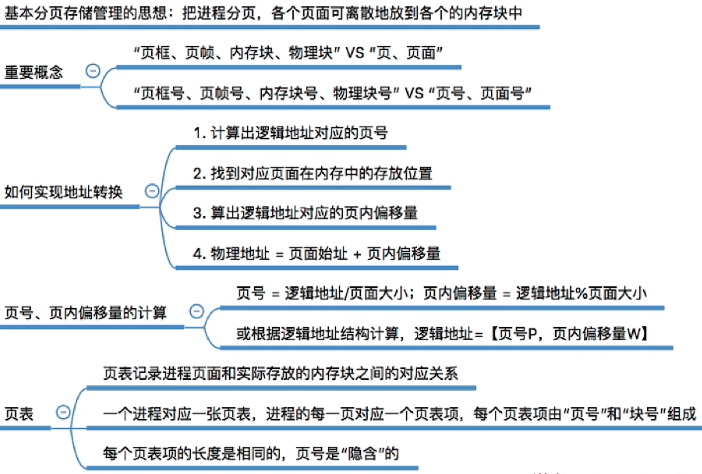 基本分页存储管理的思想：把进程分页，各个页面可离散地放到各个的内存块中
重要概念
“页框、页帧、内存块、物理块” VS “页、页面”
“页框号、页帧号、内存块号、物理块号” VS “页号、页面号”
如何实现地址转换
1. 计算出逻辑地址对应的页号
2. 找到对应页面在内存中的存放位置
3. 算出逻辑地址对应的页内偏移量
4. 物理地址 = 页面始址 + 页内偏移量
页号、页内偏移量的计算
页号 = 逻辑地址/页面大小；页内偏移量 = 逻辑地址%页面大小
或根据逻辑地址结构计算，逻辑地址=【页号P，页内偏移量W】
页表
页表记录进程页面和实际存放的内存块之间的对应关系
一个进程对应一张页表，进程的每一页对应一个页表项，每个页表项由“页号”和“块号”组成
每个页表项的长度是相同的，页号是“隐含”的